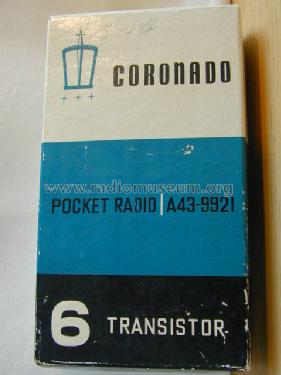 CORONADO
www.radiomuseum.org
POCKET RADIO | A43-9921
6 TRANSISTOR